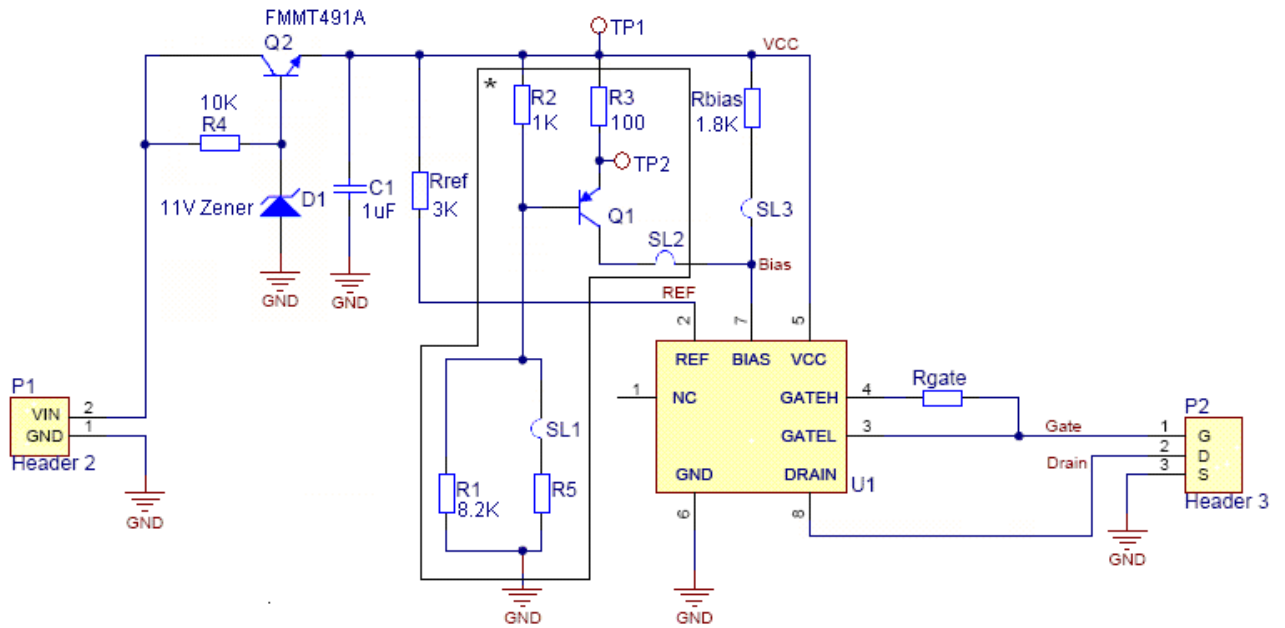 FMMT491A
Q2
TP1
VCC
*
10K
R4
R2
1K
R3
100
Rbias
1.8K
TP2
11V Zener
D1
C1
1uF
Rref
3K
Q1
SL3
SL2
Bias
GND
GND
REF
2
7
5
REF
BIAS
VCC
1
NC
GATEH
4
Rgate
GATEL
3
Gate
Drain
GND
DRAIN
U1
6
8
P1
VIN
2
GND
1
Header 2
GND
SL1
R1
8.2K
R5
GND
GND
P2
1
G
2
D
3
S
Header 3
GND